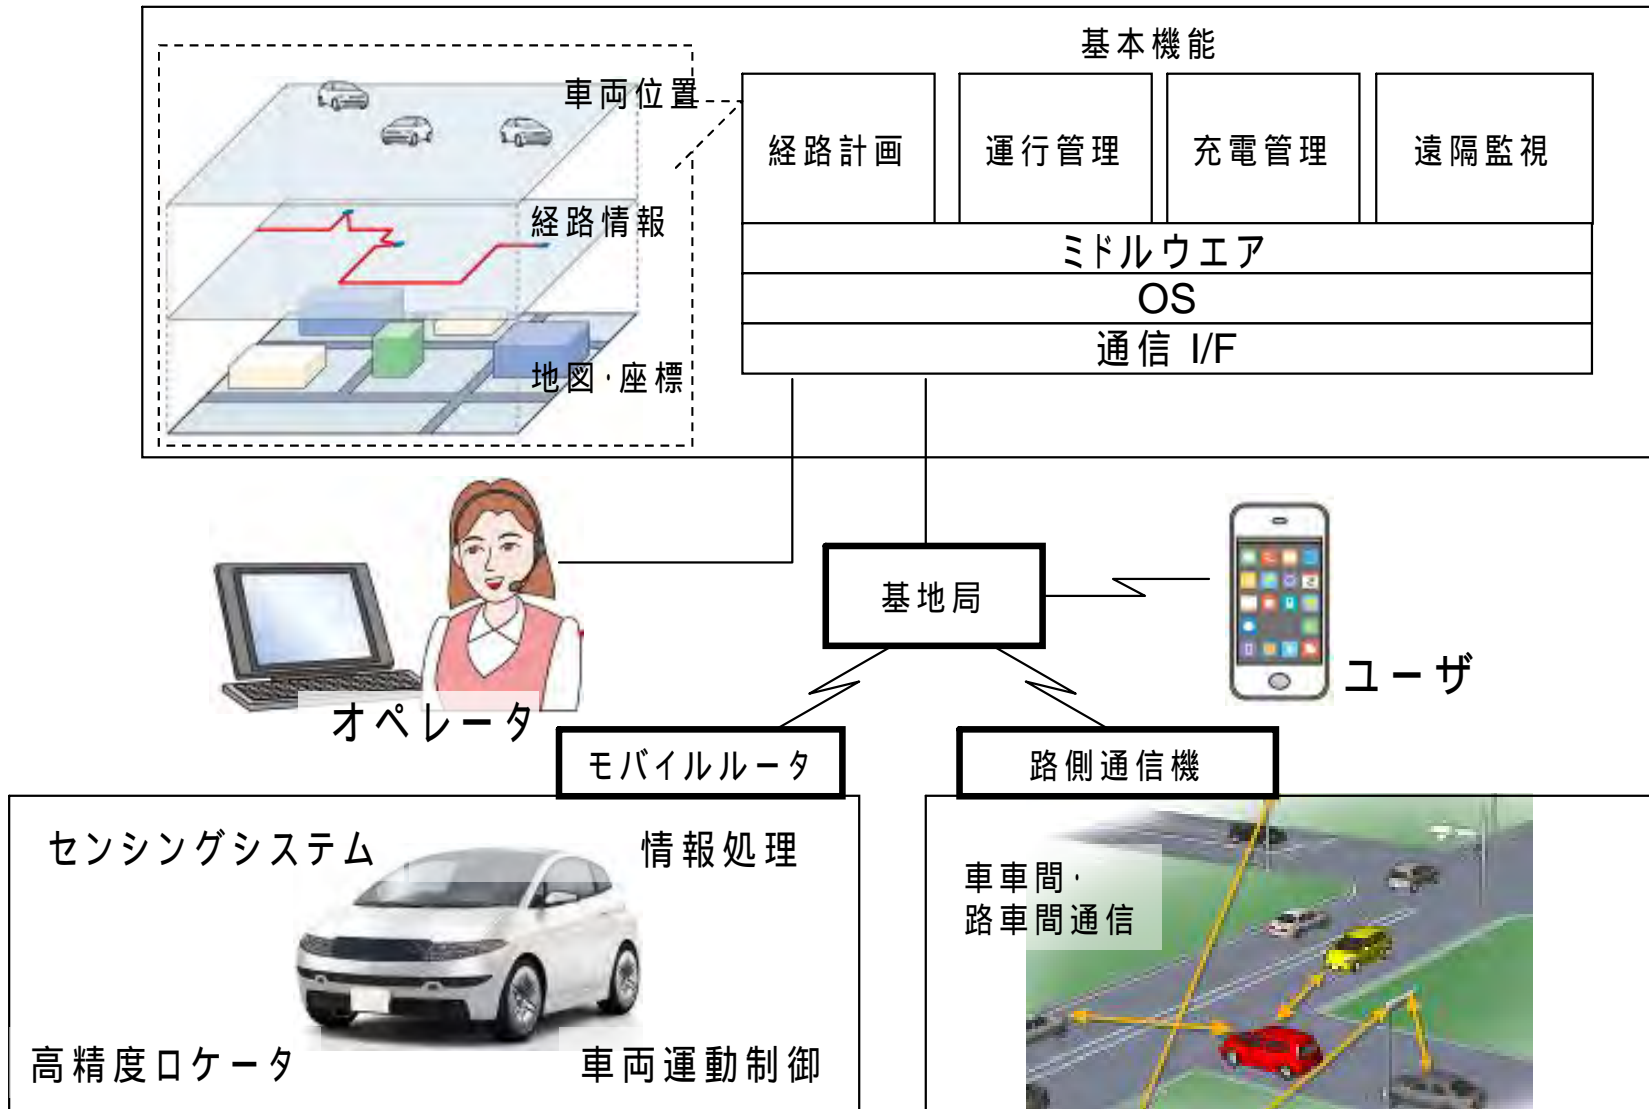 基本機能
車両位置
経路計画
運行管理
充電管理
遠隔監視
経路情報
ミドルウエア
OS
通信 I/F
地図・座標
基地局
ユーザ
オペレータ
モバイルルータ
路側通信機
センシングシステム
情報処理
高精度ロケータ
車両運動制御
車車間・
路車間通信